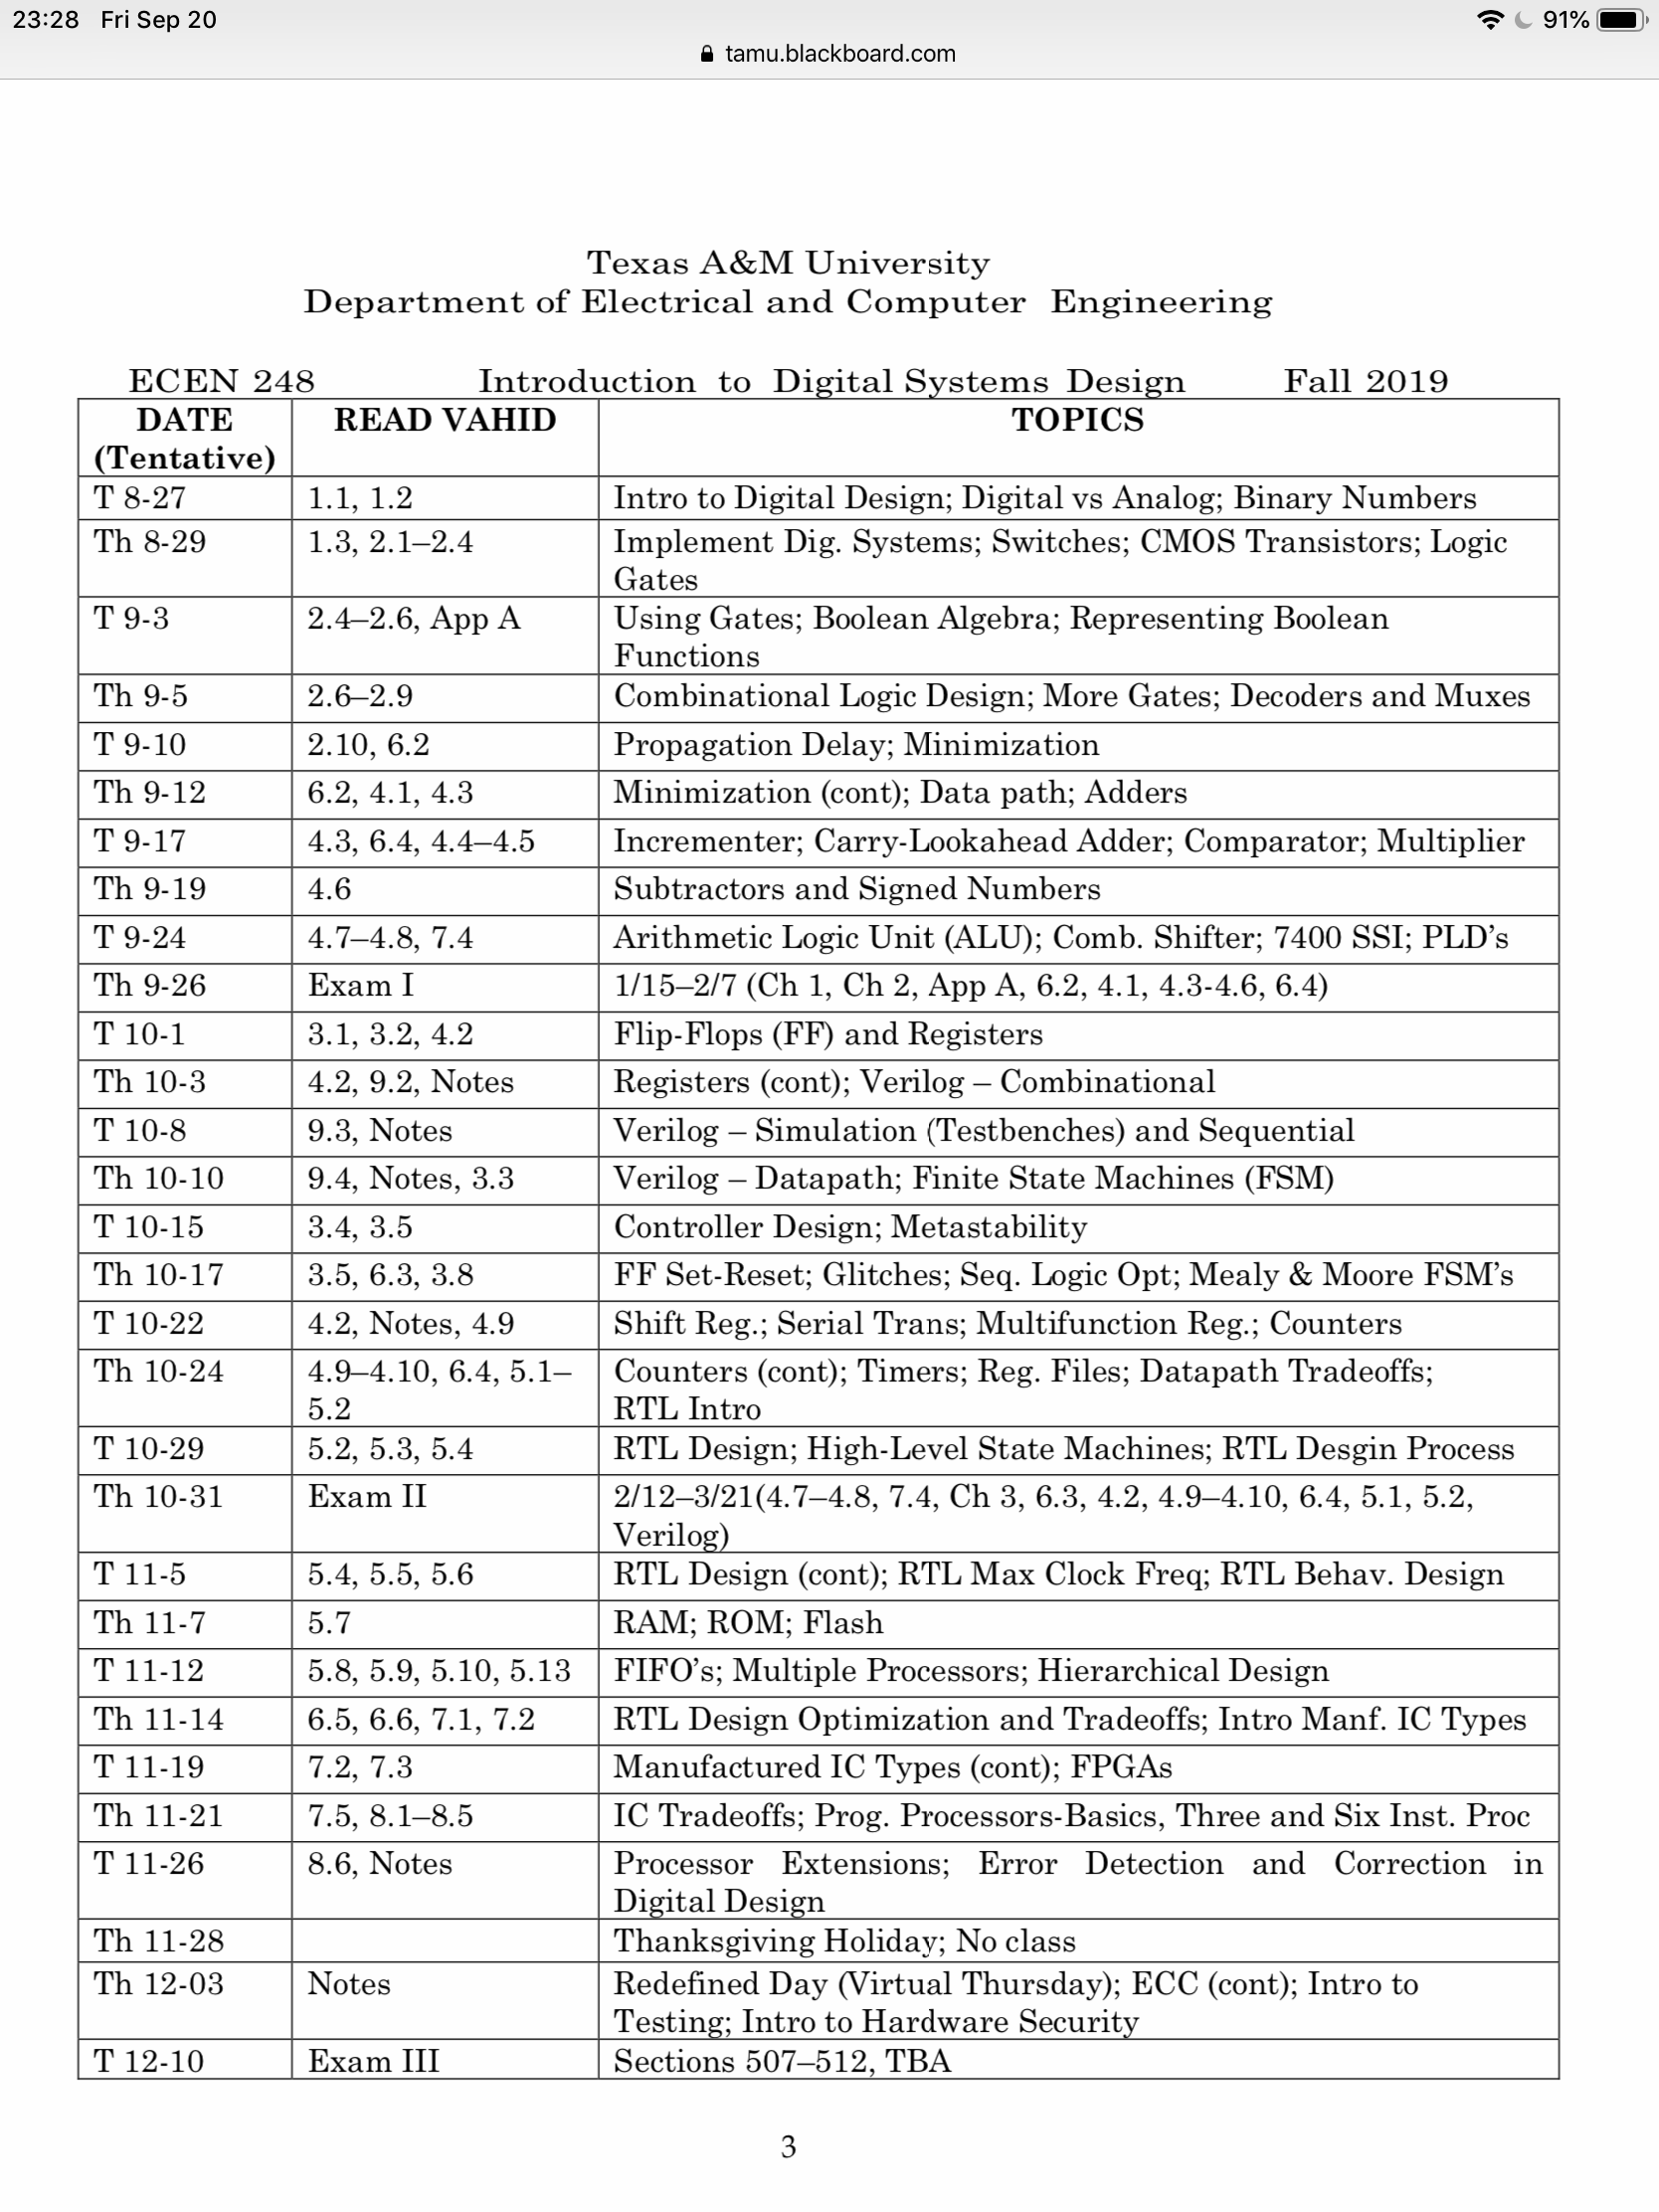 23:28 Fri Sep 20 91%
tamu.blackboard.com
Texas A&M University
Department of Electrical and Computer Engineering
ECEN 248 Introduction to Digital Systems Design Fall 2019
DATE READ VAHID TOPICS
(Tentative)
T 8-27 1.1, 1.2 Intro to Digital Design; Digital vs Analog; Binary Numbers
Th 8-29 1.3, 2.1–2.4 Implement Dig. Systems; Switches; CMOS Transistors; Logic
Gates
T 9-3 2.4–2.6, App A Using Gates; Boolean Algebra; Representing Boolean
Functions
Th 9-5 2.6–2.9 Combinational Logic Design; More Gates; Decoders and Muxes
T 9-10 2.10, 6.2 Propagation Delay; Minimization
Th 9-12 6.2, 4.1, 4.3 Minimization (cont); Data path; Adders
T 9-17 4.3, 6.4, 4.4–4.5 Incrementer; Carry-Lookahead Adder; Comparator; Multiplier
Th 9-19 4.6 Subtractors and Signed Numbers
T 9-24 4.7–4.8, 7.4 Arithmetic Logic Unit (ALU); Comb. Shifter; 7400 SSI; PLD's
Th 9-26 Exam I 1/15–2/7 (Ch 1, Ch 2, App A, 6.2, 4.1, 4.3-4.6, 6.4)
T 10-1 3.1, 3.2, 4.2 Flip-Flops (FF) and Registers
Th 10-3 4.2, 9.2, Notes Registers (cont); Verilog – Combinational
T 10-8 9.3, Notes Verilog – Simulation (Testbenches) and Sequential
Th 10-10 9.4, Notes, 3.3 Verilog – Datapath; Finite State Machines (FSM)
T 10-15 3.4, 3.5 Controller Design; Metastability
Th 10-17 3.5, 6.3, 3.8 FF Set-Reset; Glitches; Seq. Logic Opt; Mealy & Moore FSM's
T 10-22 4.2, Notes, 4.9 Shift Reg.; Serial Trans; Multifunction Reg.; Counters
Th 10-24 4.9–4.10, 6.4, 5.1– Counters (cont); Timers; Reg. Files; Datapath Tradeoffs;
5.2 RTL Intro
T 10-29 5.2, 5.3, 5.4 RTL Design; High-Level State Machines; RTL Desgin Process
Th 10-31 Exam II 2/12–3/21(4.7–4.8, 7.4, Ch 3, 6.3, 4.2, 4.9–4.10, 6.4, 5.1, 5.2,
Verilog)
T 11-5 5.4, 5.5, 5.6 RTL Design (cont); RTL Max Clock Freq; RTL Behav. Design
Th 11-7 5.7 RAM; ROM; Flash
T 11-12 5.8, 5.9, 5.10, 5.13 FIFO's; Multiple Processors; Hierarchical Design
Th 11-14 6.5, 6.6, 7.1, 7.2 RTL Design Optimization and Tradeoffs; Intro Manf. IC Types
T 11-19 7.2, 7.3 Manufactured IC Types (cont); FPGAs
Th 11-21 7.5, 8.1–8.5 IC Tradeoffs; Prog. Processors-Basics, Three and Six Inst. Proc
T 11-26 8.6, Notes Processor Extensions; Error Detection and Correction in
Digital Design
Th 11-28 Thanksgiving Holiday; No class
Th 12-03 Notes Redefined Day (Virtual Thursday); ECC (cont); Intro to
Testing; Intro to Hardware Security
T 12-10 Exam III Sections 507–512, TBA
3